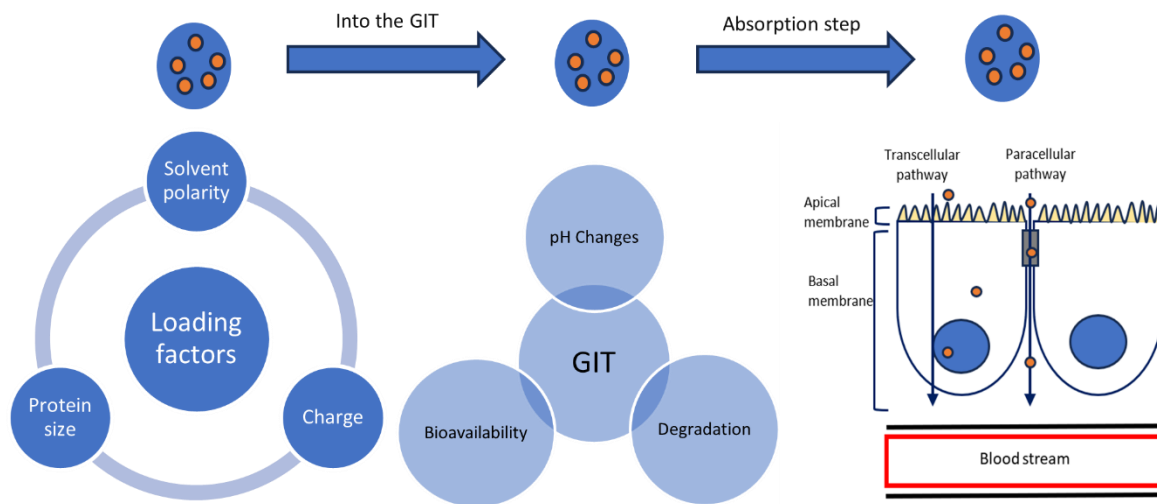 Into the GIT
Absorption step
Solvent
polarity
Loading
factors
Protein
size
Charge
pH Changes
GIT
Bioavailability
Degradation
Transcellular
pathway
Paracellular
pathway
Apical
membrane
Basal
membrane
Blood stream